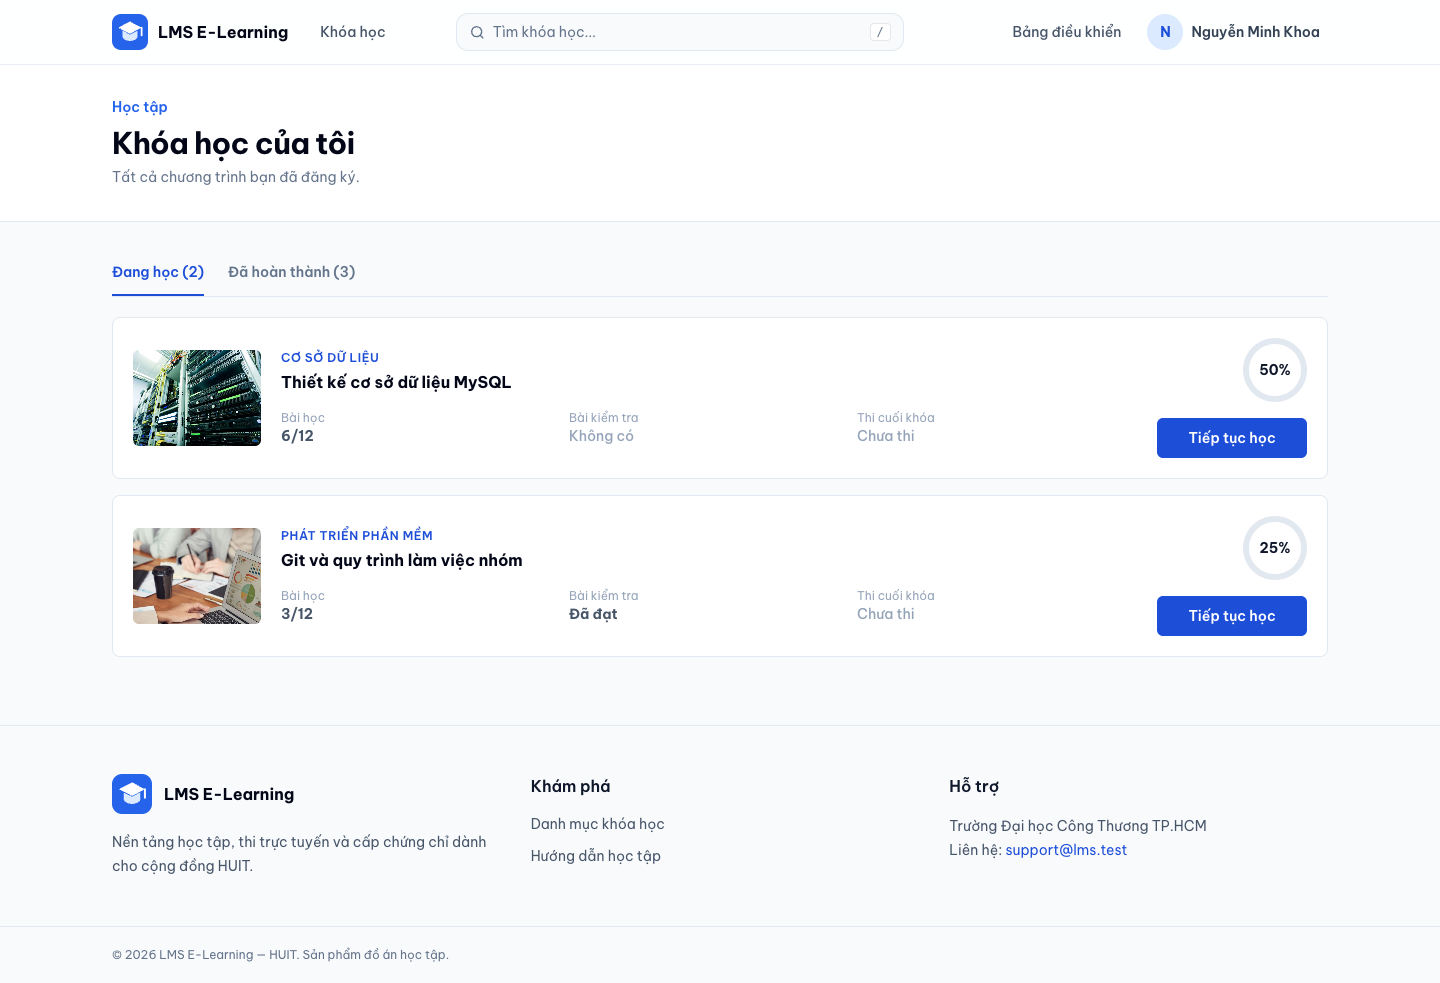 LMS E-Learning
Khóa học
Tìm khóa học...
/
Bảng điều khiển
N
Nguyễn Minh Khoa
Học tập
Khóa học của tôi
Tất cả chương trình bạn đã đăng ký.
Đang học (2)
Đã hoàn thành (3)
CƠ SỞ DỮ LIỆU
Thiết kế cơ sở dữ liệu MySQL
Bài học
6/12
Bài kiểm tra
Không có
Thi cuối khóa
Chưa thi
50%
Tiếp tục học
PHÁT TRIỂN PHẦN MỀM
Git và quy trình làm việc nhóm
Bài học
3/12
Bài kiểm tra
Đã đạt
Thi cuối khóa
Chưa thi
25%
Tiếp tục học
LMS E-Learning
Nền tảng học tập, thi trực tuyến và cấp chứng chỉ dành
cho cộng đồng HUIT.
Khám phá
Danh mục khóa học
Hướng dẫn học tập
Hỗ trợ
Trường Đại học Công Thương TP.HCM
Liên hệ: support@lms.test
© 2026 LMS E-Learning — HUIT. Sản phẩm đồ án học tập.